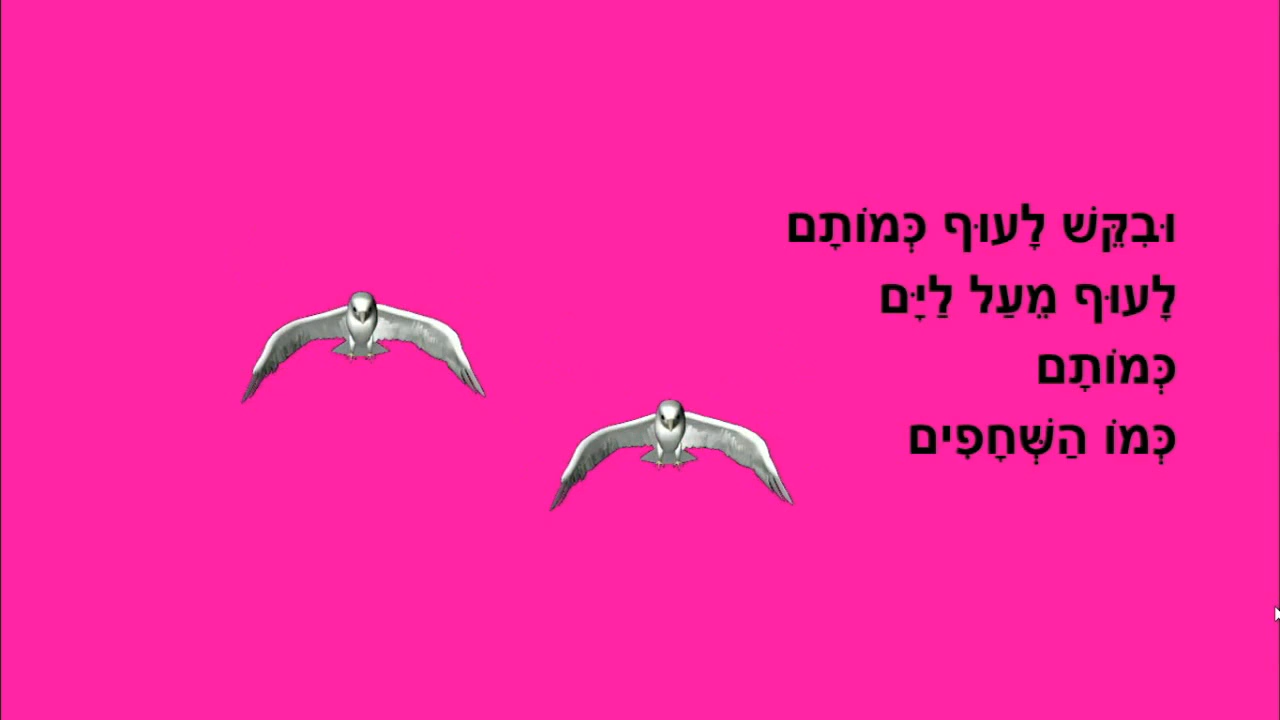 וּבִקֵּשׁ לָעוּף כְּמוֹתָם
לָעוּף מֵעַל לַיָּם
כְּמוֹתָם
כְּמוֹ הַשְּׁחָפִים